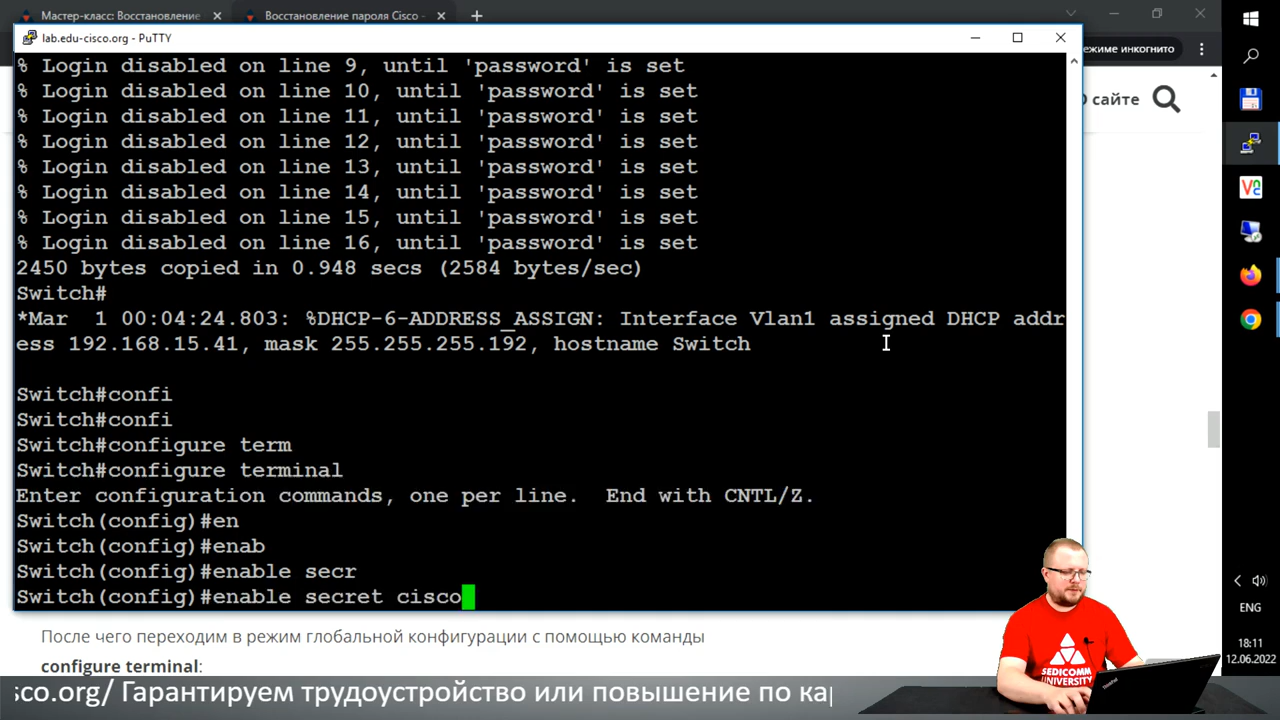 Мастер-класс: Восстановление
Восстановление пароля Cisco -
lab.edu-cisco.org - PuTTY
режиме инкогнито
сайте
% Login disabled on line 9, until 'password' is set
% Login disabled on line 10, until 'password' is set
% Login disabled on line 11, until 'password' is set
% Login disabled on line 12, until 'password' is set
% Login disabled on line 13, until 'password' is set
% Login disabled on line 14, until 'password' is set
% Login disabled on line 15, until 'password' is set
% Login disabled on line 16, until 'password' is set
2450 bytes copied in 0.948 secs (2584 bytes/sec)
Switch#
*Mar  1 00:04:24.803: %DHCP-6-ADDRESS_ASSIGN: Interface Vlan1 assigned DHCP addr
ess 192.168.15.41, mask 255.255.255.192, hostname Switch
Switch#confi
Switch#confi
Switch#configure term
Switch#configure terminal
Enter configuration commands, one per line.  End with CNTL/Z.
Switch(config)#en
Switch(config)#enab
Switch(config)#enable secr
Switch(config)#enable secret cisco
После чего переходим в режим глобальной конфигурации с помощью команды
configure terminal:
sco.org/ Гарантируем трудоустройство или повышение по ка
SEDICOMM
UNIVERSITY
ThinkPad
ENG
18:11
12.06.2022